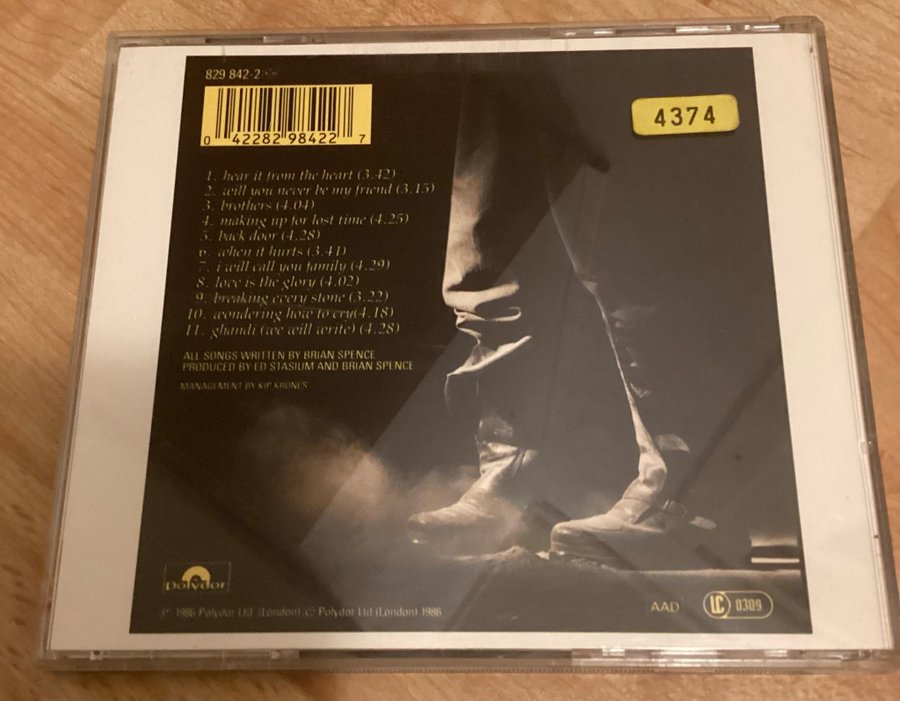 829 842-2
4374
0 42282 98422 7
1. hear it from the heart (3.42)
2. will you never be my friend (3.15)
3. brothers (4.04)
4. making up for lost time (4.25)
5. back door (4.28)
6. when it hurts (3.41)
7. i will call you family (4.29)
8. love is the glory (4.02)
9. breaking every stone (3.22)
10. wondering how to cry(4.18)
11. ghandi (we will write) (4.28)
ALL SONGS WRITTEN BY BRIAN SPENCE
PRODUCED BY ED STASIUM AND BRIAN SPENCE
MANAGEMENT BY KIP KRONES
polydor
℗ 1986 Polydor Ltd. (London) © Polydor Ltd (London) 1986
AAD LC 0309